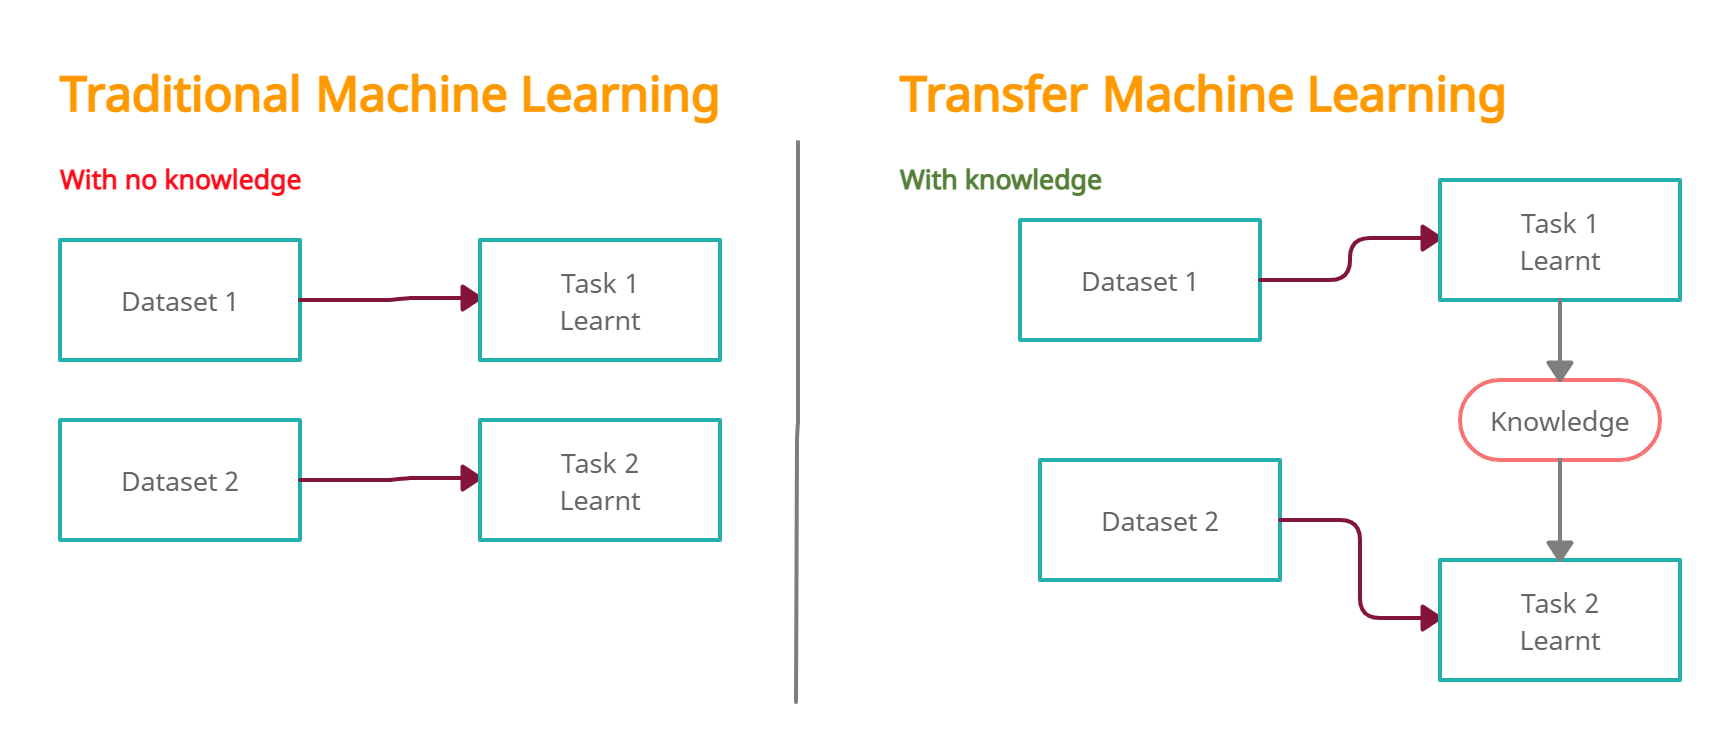 Traditional Machine Learning
With no knowledge
Dataset 1
Task 1
Learnt
Dataset 2
Task 2
Learnt
Transfer Machine Learning
With knowledge
Dataset 1
Task 1
Learnt
Knowledge
Dataset 2
Task 2
Learnt